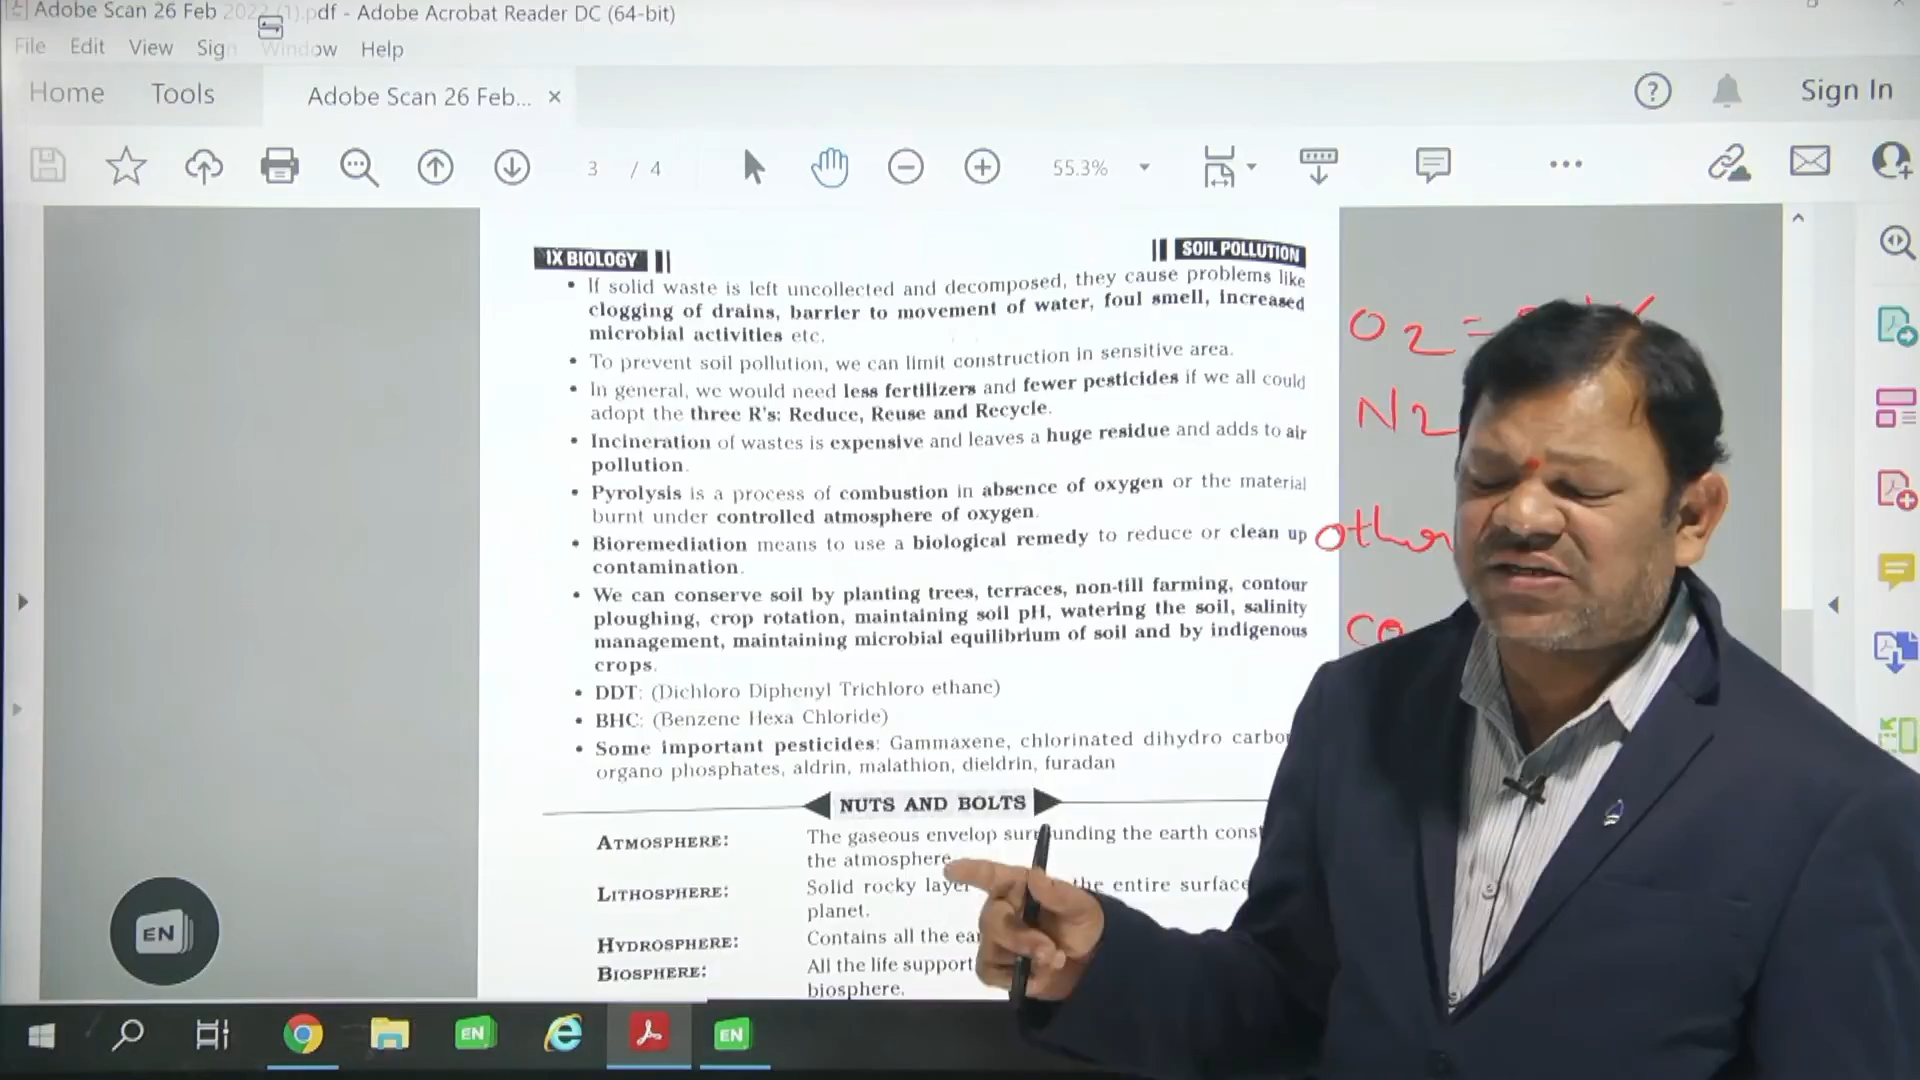 Adobe Scan 26 Feb 2022 (1).pdf - Adobe Acrobat Reader DC (64-bit)
File Edit View Sign Window Help
Home Tools Adobe Scan 26 Feb... × Sign In
3 / 4 55.3%
IX BIOLOGY SOIL POLLUTION
• If solid waste is left uncollected and decomposed, they cause problems like
clogging of drains, barrier to movement of water, foul smell, increased
microbial activities etc.
• To prevent soil pollution, we can limit construction in sensitive area.
• In general, we would need less fertilizers and fewer pesticides if we all could
adopt the three R's: Reduce, Reuse and Recycle.
• Incineration of wastes is expensive and leaves a huge residue and adds to air
pollution.
• Pyrolysis is a process of combustion in absence of oxygen or the material
burnt under controlled atmosphere of oxygen.
• Bioremediation means to use a biological remedy to reduce or clean up
contamination.
• We can conserve soil by planting trees, terraces, non-till farming, contour
ploughing, crop rotation, maintaining soil pH, watering the soil, salinity
management, maintaining microbial equilibrium of soil and by indigenous
crops.
• DDT: (Dichloro Diphenyl Trichloro ethane)
• BHC: (Benzene Hexa Chloride)
• Some important pesticides: Gammaxene, chlorinated dihydro
organo phosphates, aldrin, malathion, dieldrin, furadan
NUTS AND BOLTS
ATMOSPHERE: The gaseous envelop surrounding the earth
the atmosphere
LITHOSPHERE: Solid rocky layer the entire surface
planet.
HYDROSPHERE: Contains all the
BIOSPHERE: All the life support
biosphere.
O2 =
N2
other
EN
EN
EN